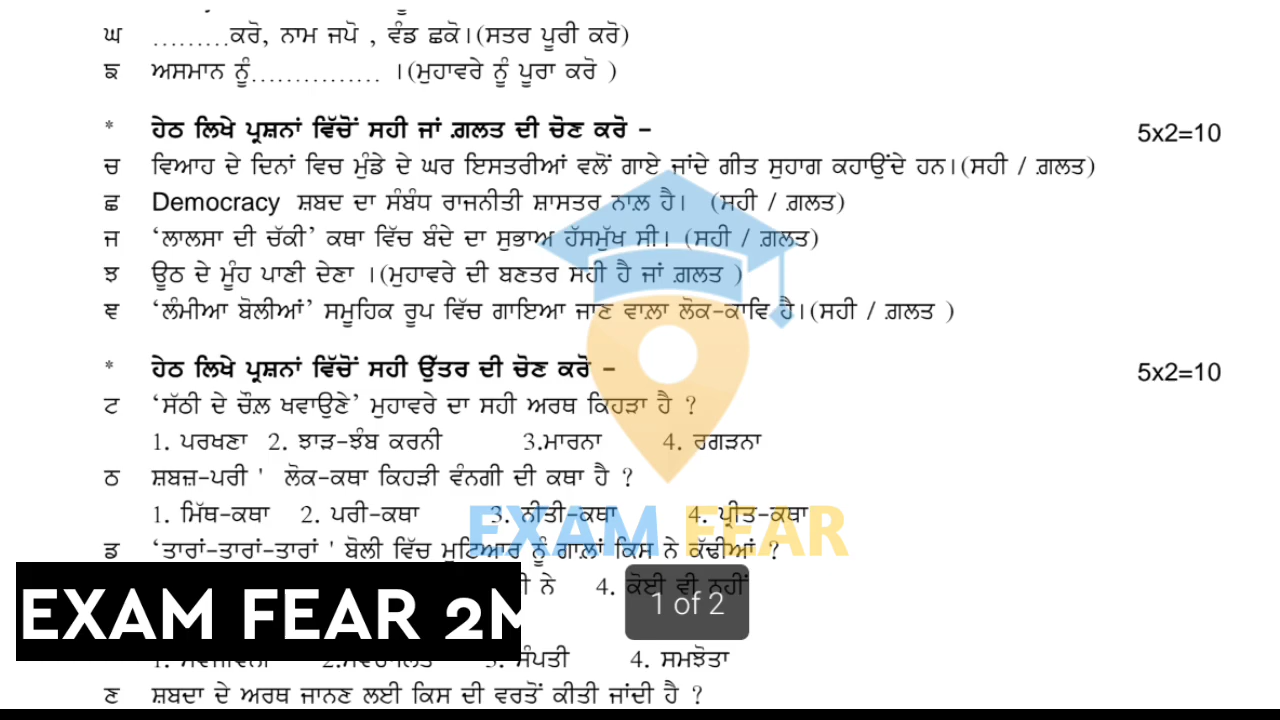 ਘ .........ਕਰੋ, ਨਾਮ ਜਪੋ , ਵੰਡ ਛਕੋ।(ਸਤਰ ਪੂਰੀ ਕਰੋ)
ਙ ਅਸਮਾਨ ਨੂੰ............... ।(ਮੁਹਾਵਰੇ ਨੂੰ ਪੂਰਾ ਕਰੋ )
* ਹੇਠ ਲਿਖੇ ਪ੍ਰਸ਼ਨਾਂ ਵਿੱਚੋਂ ਸਹੀ ਜਾਂ ਗ਼ਲਤ ਦੀ ਚੋਣ ਕਰੋ – 5x2=10
ਚ ਵਿਆਹ ਦੇ ਦਿਨਾਂ ਵਿਚ ਮੁੰਡੇ ਦੇ ਘਰ ਇਸਤਰੀਆਂ ਵਲੋਂ ਗਾਏ ਜਾਂਦੇ ਗੀਤ ਸੁਹਾਗ ਕਹਾਉਂਦੇ ਹਨ।(ਸਹੀ / ਗ਼ਲਤ)
ਛ Democracy ਸ਼ਬਦ ਦਾ ਸੰਬੰਧ ਰਾਜਨੀਤੀ ਸ਼ਾਸਤਰ ਨਾਲ਼ ਹੈ। (ਸਹੀ / ਗ਼ਲਤ)
ਜ ‘ਲਾਲਸਾ ਦੀ ਚੱਕੀ’ ਕਥਾ ਵਿੱਚ ਬੰਦੇ ਦਾ ਸੁਭਾਅ ਹੱਸਮੁੱਖ ਸੀ। (ਸਹੀ / ਗ਼ਲਤ)
ਝ ਊਠ ਦੇ ਮੂੰਹ ਪਾਣੀ ਦੇਣਾ ।(ਮੁਹਾਵਰੇ ਦੀ ਬਣਤਰ ਸਹੀ ਹੈ ਜਾਂ ਗ਼ਲਤ )
ਞ ‘ਲੰਮੀਆ ਬੋਲੀਆਂ’ ਸਮੂਹਿਕ ਰੂਪ ਵਿੱਚ ਗਾਇਆ ਜਾਣ ਵਾਲ਼ਾ ਲੋਕ-ਕਾਵਿ ਹੈ।(ਸਹੀ / ਗ਼ਲਤ )
* ਹੇਠ ਲਿਖੇ ਪ੍ਰਸ਼ਨਾਂ ਵਿੱਚੋਂ ਸਹੀ ਉੱਤਰ ਦੀ ਚੋਣ ਕਰੋ – 5x2=10
ਟ ‘ਸੱਠੀ ਦੇ ਚੌਲ਼ ਖਵਾਉਣੇ’ ਮੁਹਾਵਰੇ ਦਾ ਸਹੀ ਅਰਥ ਕਿਹੜਾ ਹੈ ?
1. ਪਰਖਣਾ 2. ਝਾੜ-ਝੰਬ ਕਰਨੀ 3.ਮਾਰਨਾ 4. ਰਗੜਨਾ
ਠ ਸ਼ਬਜ਼-ਪਰੀ ' ਲੋਕ-ਕਥਾ ਕਿਹੜੀ ਵੰਨਗੀ ਦੀ ਕਥਾ ਹੈ ?
1. ਮਿੱਥ-ਕਥਾ 2. ਪਰੀ-ਕਥਾ 3. ਨੀਤੀ-ਕਥਾ 4. ਪ੍ਰੀਤ-ਕਥਾ
EXAM FEAR
ਡ ‘ਤਾਰਾਂ-ਤਾਰਾਂ-ਤਾਰਾਂ ' ਬੋਲੀ ਵਿੱਚ ਮੁਟਿਆਰ ਨੂੰ ਗਾਲ਼ਾਂ ਕਿਸ ਨੇ ਕੱਢੀਆਂ ?
ਨੇ 4. ਕੋਈ ਵੀ ਨਹੀਂ
1 of 2
EXAM FEAR 2M
ਸੰਪਤੀ 4. ਸਮਝੋਤਾ
ਣ ਸ਼ਬਦਾ ਦੇ ਅਰਥ ਜਾਨਣ ਲਈ ਕਿਸ ਦੀ ਵਰਤੋਂ ਕੀਤੀ ਜਾਂਦੀ ਹੈ ?